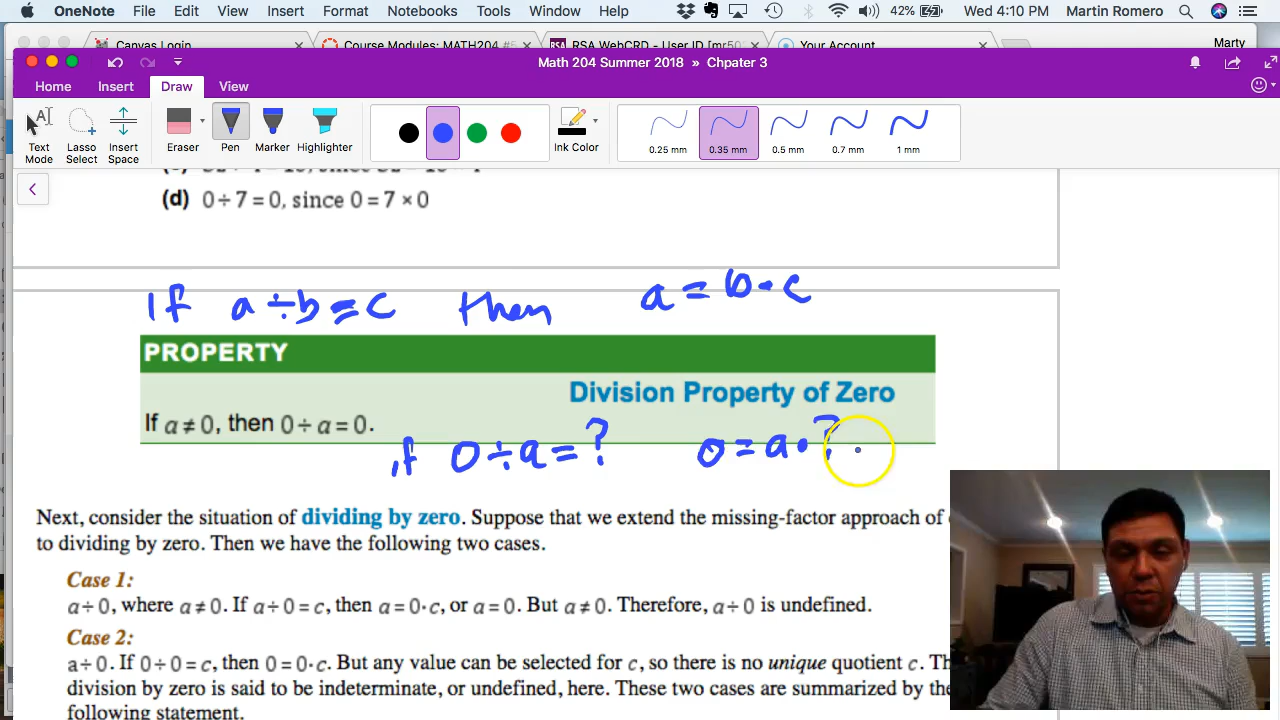 OneNote File Edit View Insert Format Notebooks Tools Window Help 42% Wed 4:10 PM Martin Romero
Canvas Login Course Modules: MATH204 RSA WebCRD - User ID Your Account Marty
Math 204 Summer 2018 » Chpater 3
Home Insert Draw View
Text Mode Lasso Select Insert Space Eraser Pen Marker Highlighter Ink Color 0.25 mm 0.35 mm 0.5 mm 0.7 mm 1 mm
(d) 0 ÷ 7 = 0, since 0 = 7 × 0
If a ÷ b = c then a = b · c
PROPERTY
Division Property of Zero
If a ≠ 0, then 0 ÷ a = 0.
if 0 ÷ a = ? 0 = a · ?
Next, consider the situation of dividing by zero. Suppose that we extend the missing-factor approach of
to dividing by zero. Then we have the following two cases.
Case 1:
a ÷ 0, where a ≠ 0. If a ÷ 0 = c, then a = 0·c, or a = 0. But a ≠ 0. Therefore, a ÷ 0 is undefined.
Case 2:
a ÷ 0. If 0 ÷ 0 = c, then 0 = 0·c. But any value can be selected for c, so there is no unique quotient c.
division by zero is said to be indeterminate, or undefined, here. These two cases are summarized by the
following statement.